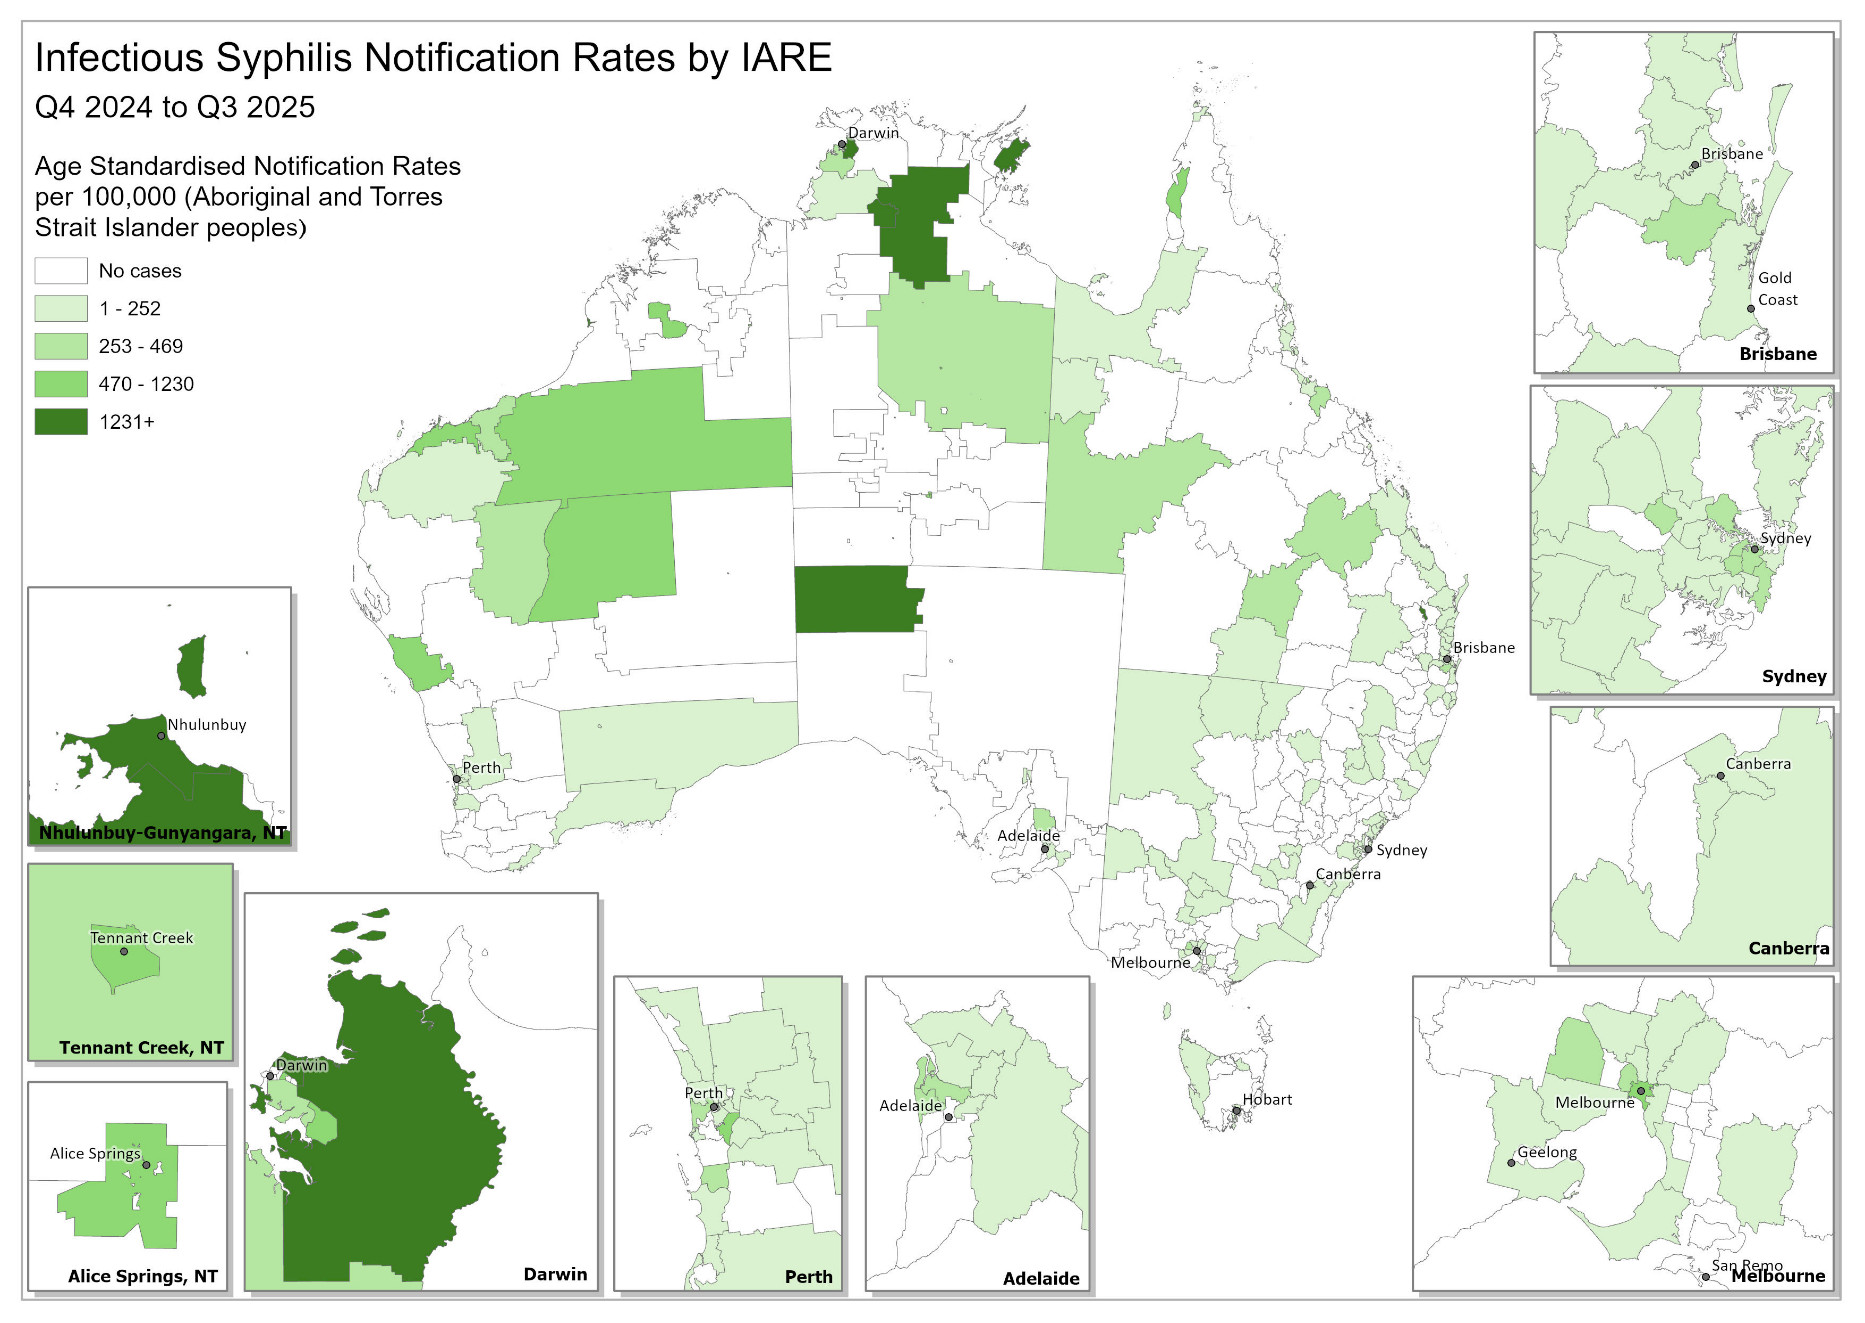 Infectious Syphilis Notification Rates by IARE
Q4 2024 to Q3 2025
Age Standardised Notification Rates
per 100,000 (Aboriginal and Torres
Strait Islander peoples)
No cases
1 - 252
253 - 469
470 - 1230
1231+
Darwin
Brisbane
Perth
Adelaide
Sydney
Canberra
Melbourne
Hobart
Brisbane
Gold
Coast
Brisbane
Sydney
Sydney
Canberra
Canberra
Nhulunbuy
Nhulunbuy-Gunyangara, NT
Tennant Creek
Tennant Creek, NT
Alice Springs
Alice Springs, NT
Darwin
Darwin
Perth
Perth
Adelaide
Adelaide
Melbourne
Geelong
San Remo
Melbourne